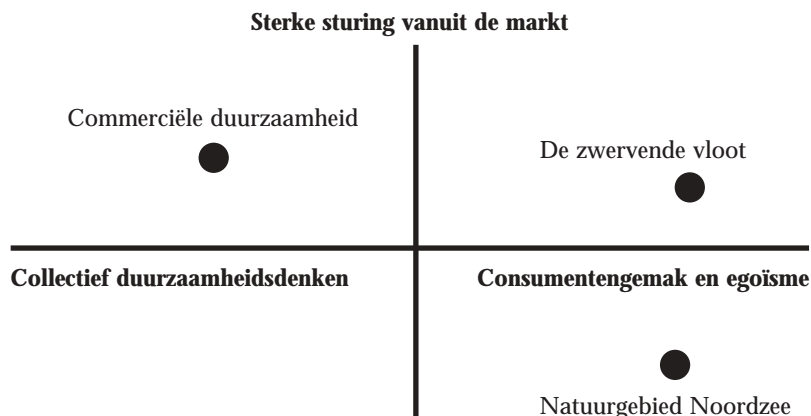 Sterke sturing vanuit de markt
Commerciële duurzaamheid
De zwervende vloot
Collectief duurzaamheidsdenken
Consumentengemak en egoïsme
Natuurgebied Noordzee